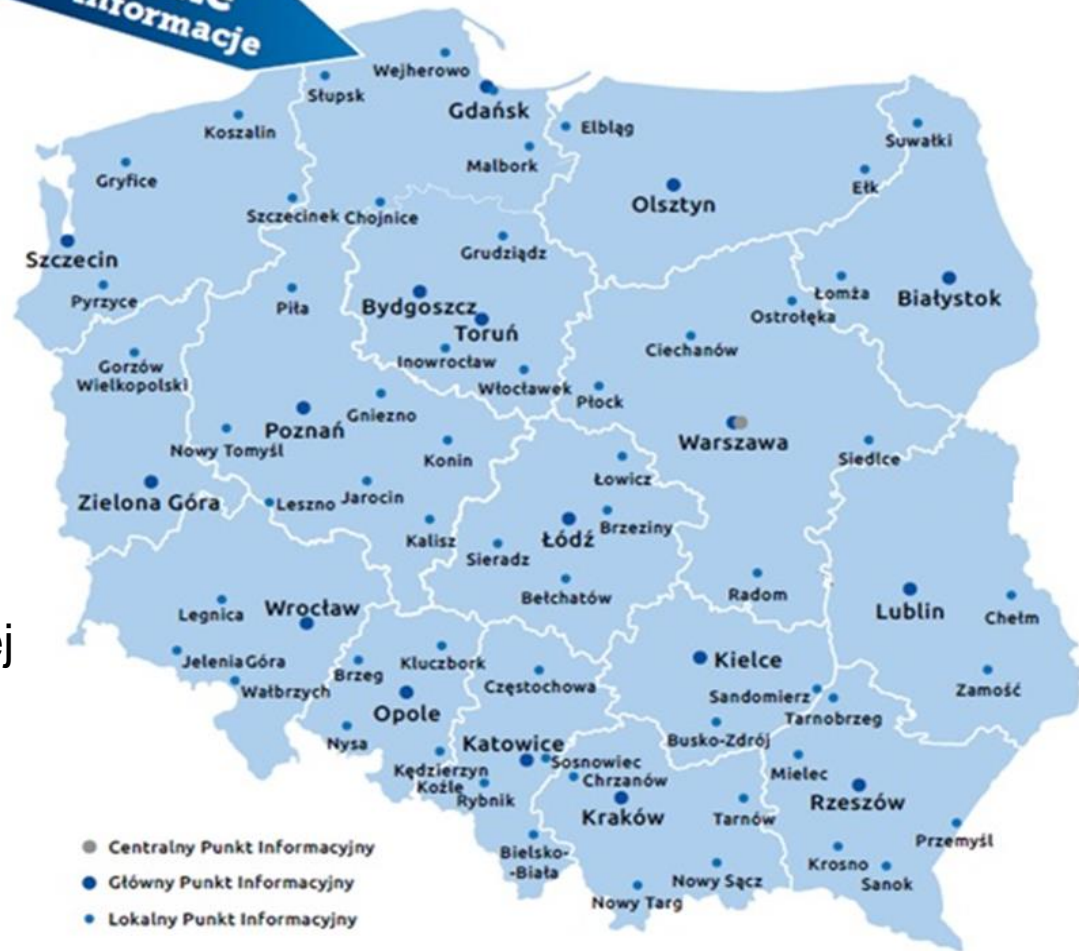 nformacje
ej
Wejherowo
Słupsk
Gdańsk
Koszalin
Elbląg
Suwałki
Malbork
Gryfice
Ełk
Olsztyn
Szczecinek
Chojnice
Szczecin
Grudziądz
Pyrzyce
Piła
Bydgoszcz
Toruń
Łomża
Białystok
Ostrołęka
Ciechanów
Gorzów
Wielkopolski
Inowrocław
Włocławek
Płock
Gniezno
Poznań
Nowy Tomyśl
Konin
Warszawa
Siedlce
Łowicz
Zielona Góra
Leszno
Jarocin
Kalisz
Łódź
Brzeziny
Sieradz
Bełchatów
Radom
Legnica
Wrocław
Lublin
Chełm
Jelenia Góra
Wałbrzych
Brzeg
Kluczbork
Częstochowa
Kielce
Sandomierz
Tarnobrzeg
Zamość
Opole
Nysa
Katowice
Busko-Zdrój
Kędzierzyn
Koźle
Rybnik
Sosnowiec
Chrzanów
Kraków
Tarnów
Mielec
Rzeszów
Przemyśl
Bielsko-
-Biała
Nowy Sącz
Nowy Targ
Krosno
Sanok
Centralny Punkt Informacyjny
Główny Punkt Informacyjny
Lokalny Punkt Informacyjny